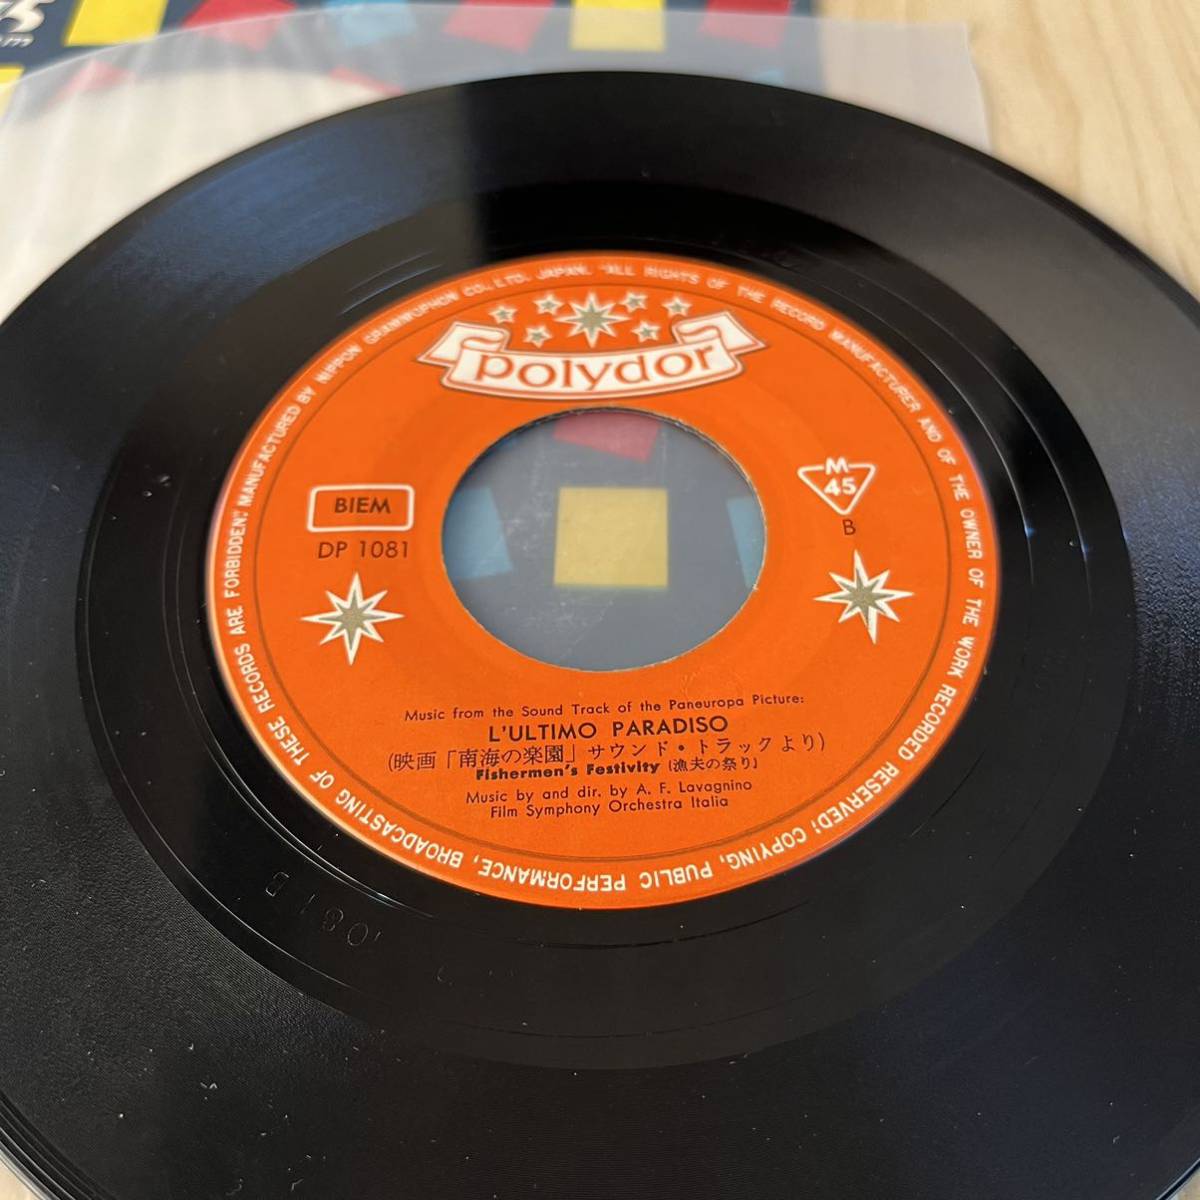 polydor
BIEM
DP 1081
M
45
B
Music from the Sound Track of the Paneuropa Picture:
L'ULTIMO PARADISO
(映画「南海の楽園」サウンド・トラックより)
Fishermen's Festivity (漁夫の祭り)
Music by and dir. by A. F. Lavagnino
Film Symphony Orchestra Italia
MANUFACTURED BY NIPPON GRAMMOPHON CO., LTD. JAPAN. "ALL RIGHTS OF THE RECORD MANUFACTURER AND OF THE OWNER OF THE WORK RECORDED RESERVED; COPYING, PUBLIC PERFORMANCE, BROADCASTING OF THESE RECORDS ARE FORBIDDEN."